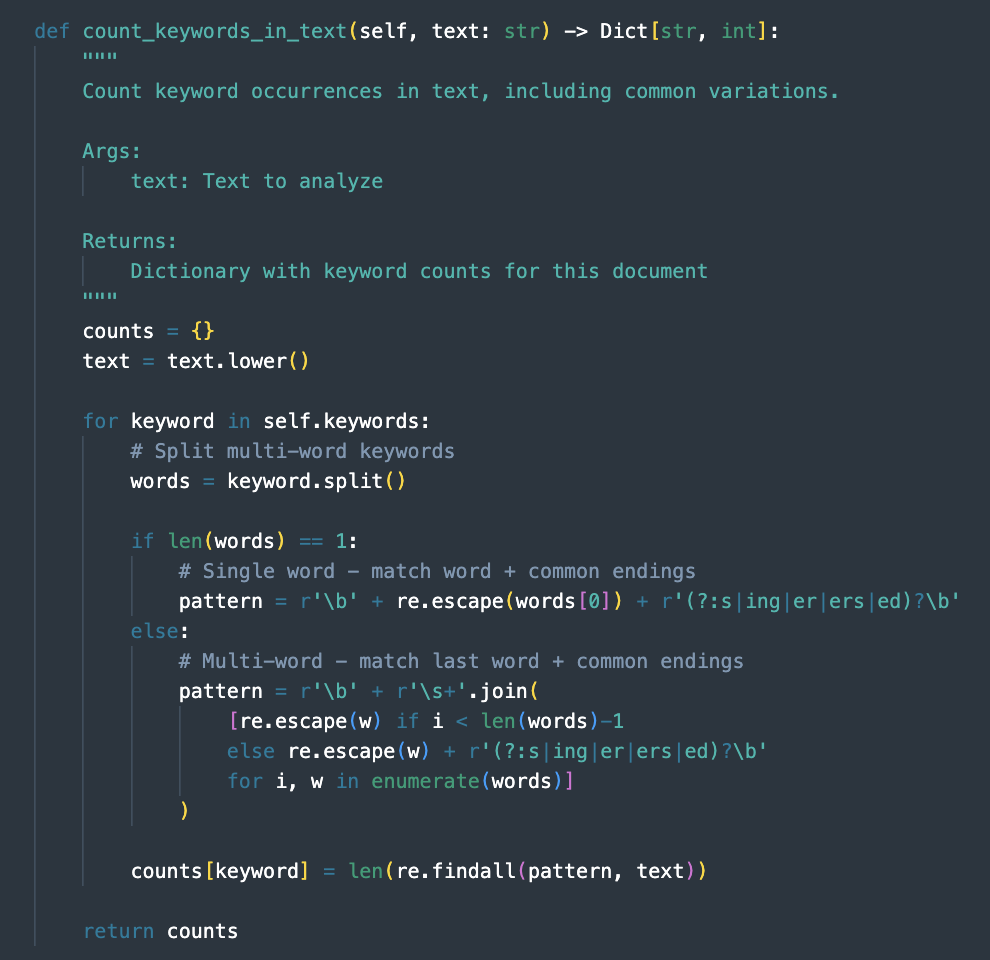 def count_keywords_in_text(self, text: str) -> Dict[str, int]:
    """
    Count keyword occurrences in text, including common variations.

    Args:
        text: Text to analyze

    Returns:
        Dictionary with keyword counts for this document
    """
    counts = {}
    text = text.lower()

    for keyword in self.keywords:
        # Split multi-word keywords
        words = keyword.split()

        if len(words) == 1:
            # Single word - match word + common endings
            pattern = r'\b' + re.escape(words[0]) + r'(?:s|ing|er|ers|ed)?\b'
        else:
            # Multi-word - match last word + common endings
            pattern = r'\b' + r'\s+'.join(
                [re.escape(w) if i < len(words)-1
                else re.escape(w) + r'(?:s|ing|er|ers|ed)?\b'
                for i, w in enumerate(words)]
            )

        counts[keyword] = len(re.findall(pattern, text))

    return counts